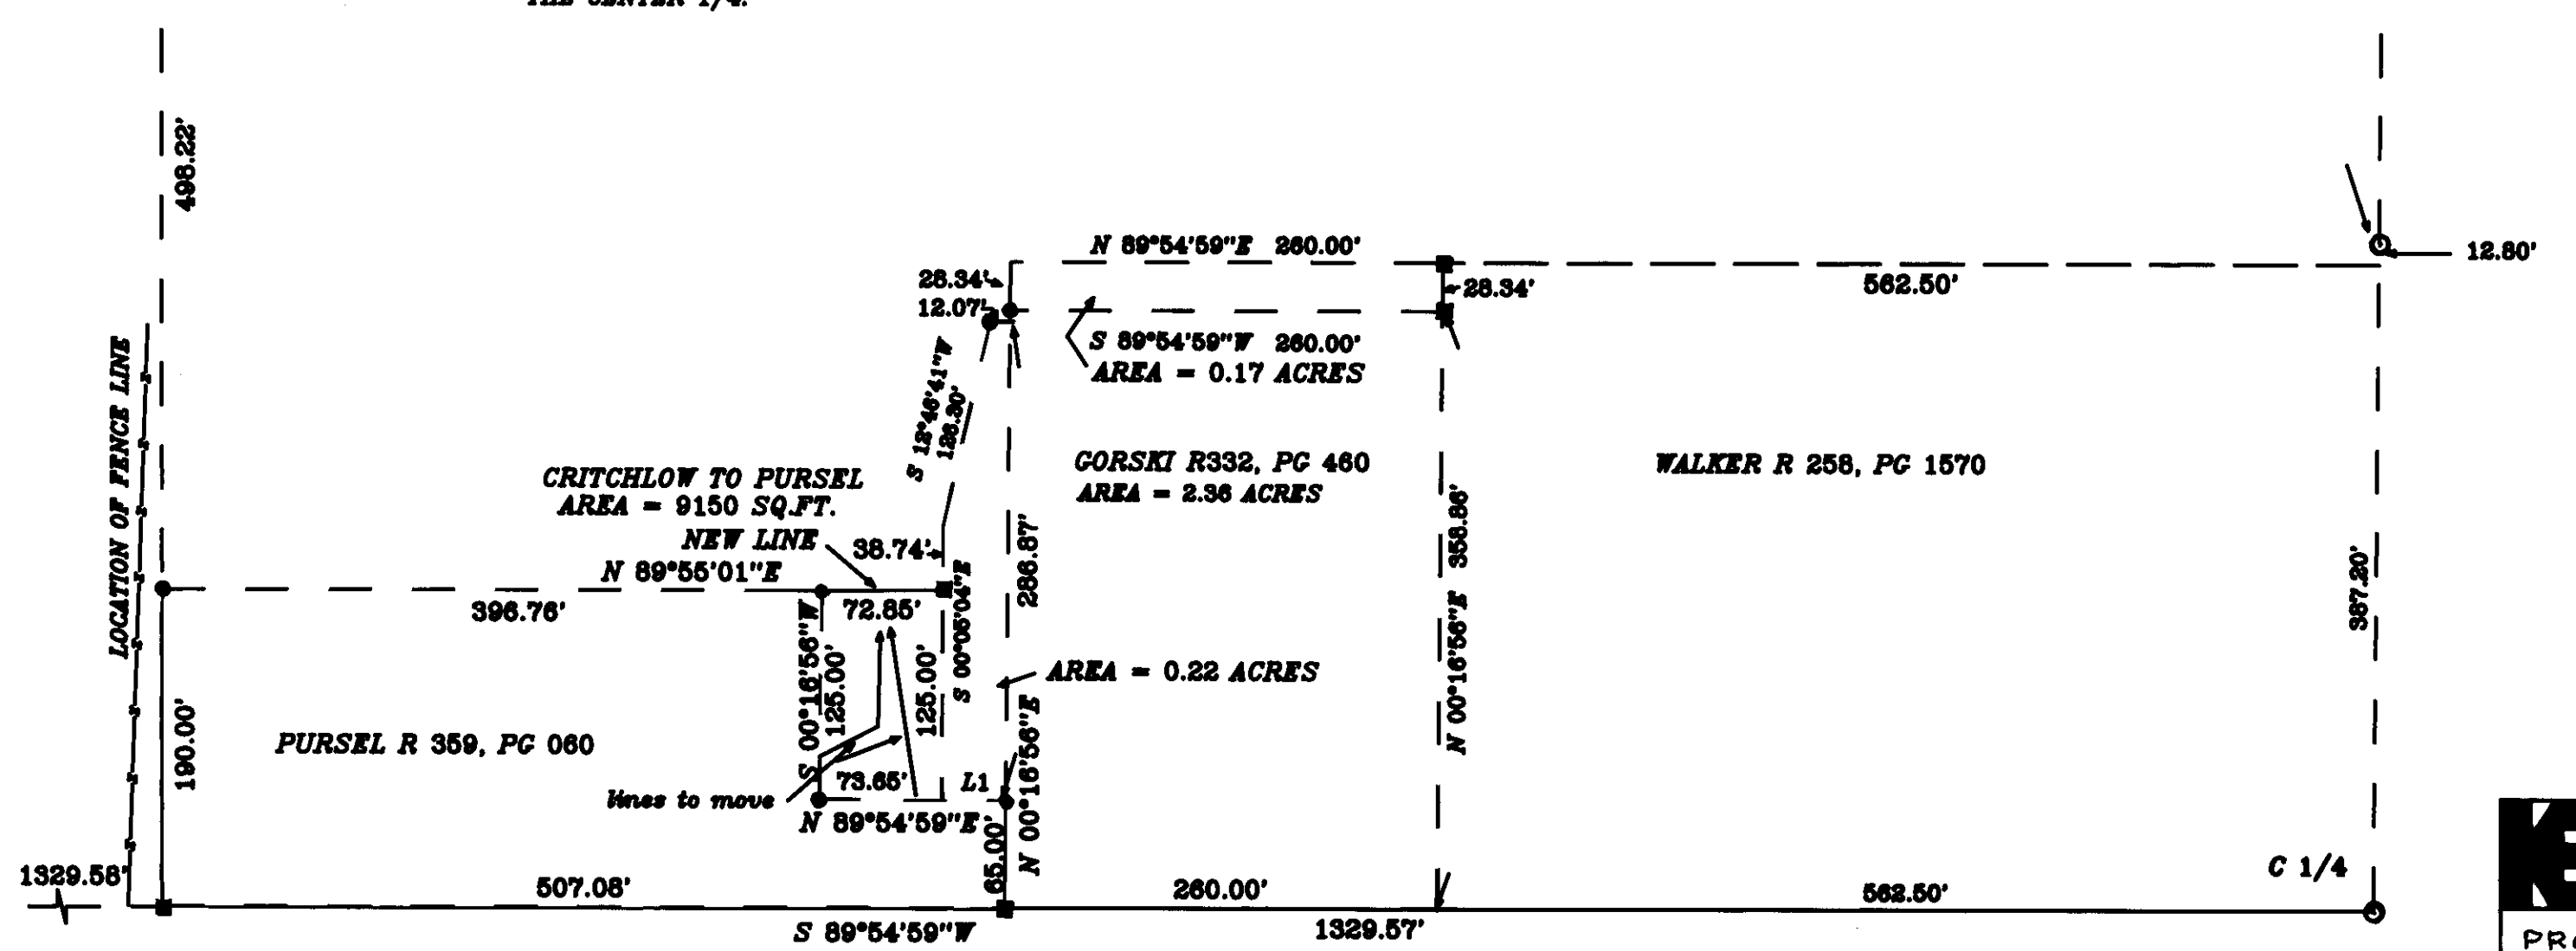 THE CENTER 1/4.
498.22'
N 89°54'59"E 260.00'
28.34'
12.07'
28.34'
562.50'
12.80'
S 89°54'59"W 260.00'
AREA = 0.17 ACRES
LOCATION OF FENCE LINE
S 12°46'41"W
126.30'
CRITCHLOW TO PURSEL
AREA = 9150 SQ.FT.
GORSKI R332, PG 460
AREA = 2.36 ACRES
WALKER R 258, PG 1570
NEW LINE
38.74'
N 89°55'01"E
396.76'
72.85'
286.87'
N 00°16'56"E 358.86'
387.20'
S 00°16'56"W
125.00'
125.00'
S 00°05'04"E
AREA = 0.22 ACRES
190.00'
PURSEL R 359, PG 060
lines to move
73.65'
L1
N 89°54'59"E
65.00'
N 00°16'56"E
1329.58'
507.08'
260.00'
562.50'
C 1/4
S 89°54'59"W
1329.57'